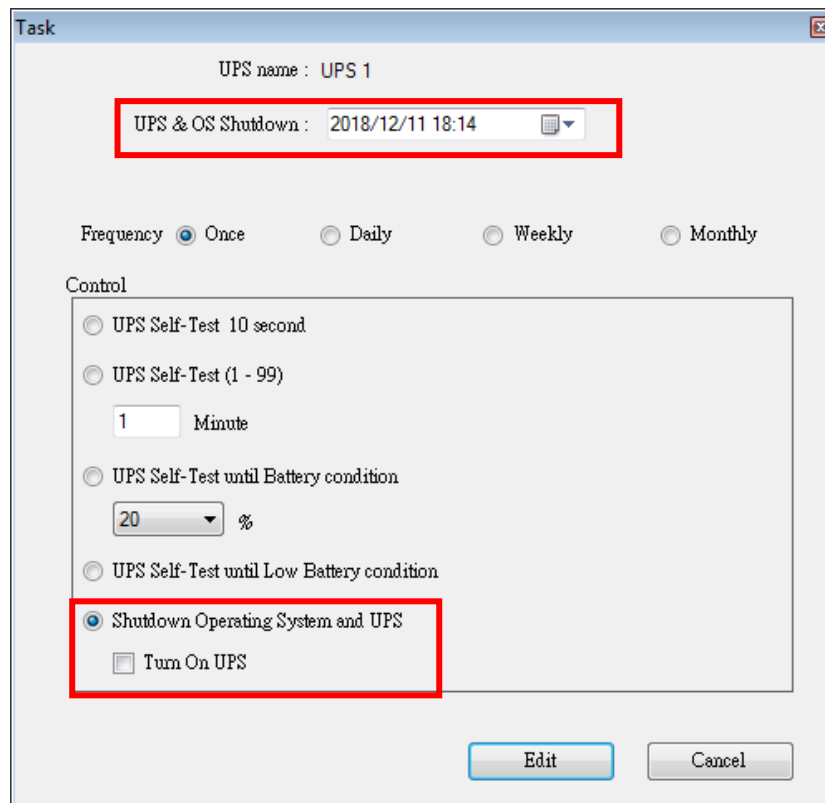 Task
UPS name : UPS 1
UPS & OS Shutdown : 2018/12/11 18:14
Frequency Once Daily Weekly Monthly
Control
UPS Self-Test 10 second
UPS Self-Test (1 - 99)
1 Minute
UPS Self-Test until Battery condition
20 %
UPS Self-Test until Low Battery condition
Shutdown Operating System and UPS
Turn On UPS
Edit Cancel